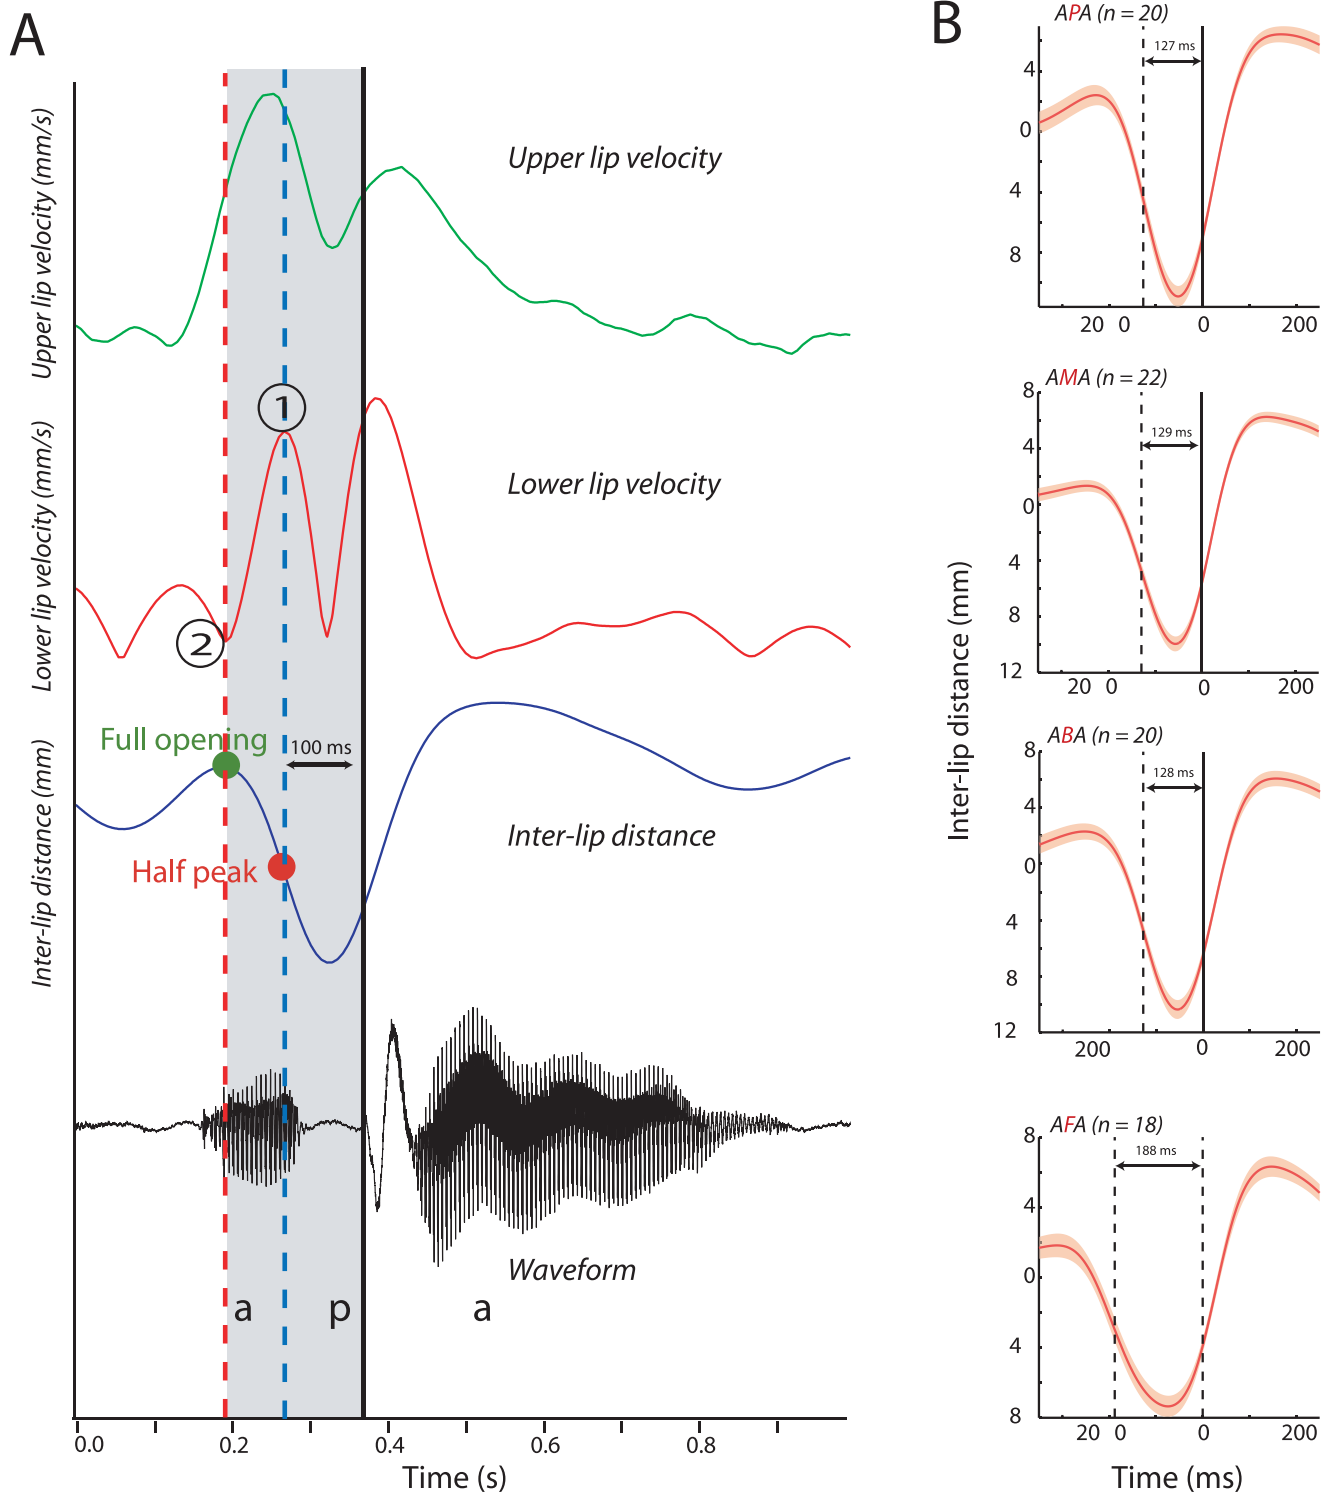 A
Upper lip velocity (mm/s)
Upper lip velocity
1
Lower lip velocity (mm/s)
Lower lip velocity
2
Full opening
100 ms
Inter-lip distance (mm)
Half peak
Inter-lip distance
Waveform
a p a
0.0 0.2 0.4 0.6 0.8
Time (s)
B
APA (n = 20)
127 ms
4
0
4
8
20 0 0 200
AMA (n = 22)
8
129 ms
4
0
4
8
12
20 0 0 200
Inter-lip distance (mm)
ABA (n = 20)
8
128 ms
4
0
4
8
12
200 0 200
AFA (n = 18)
8
188 ms
4
0
4
8
20 0 0 200
Time (ms)